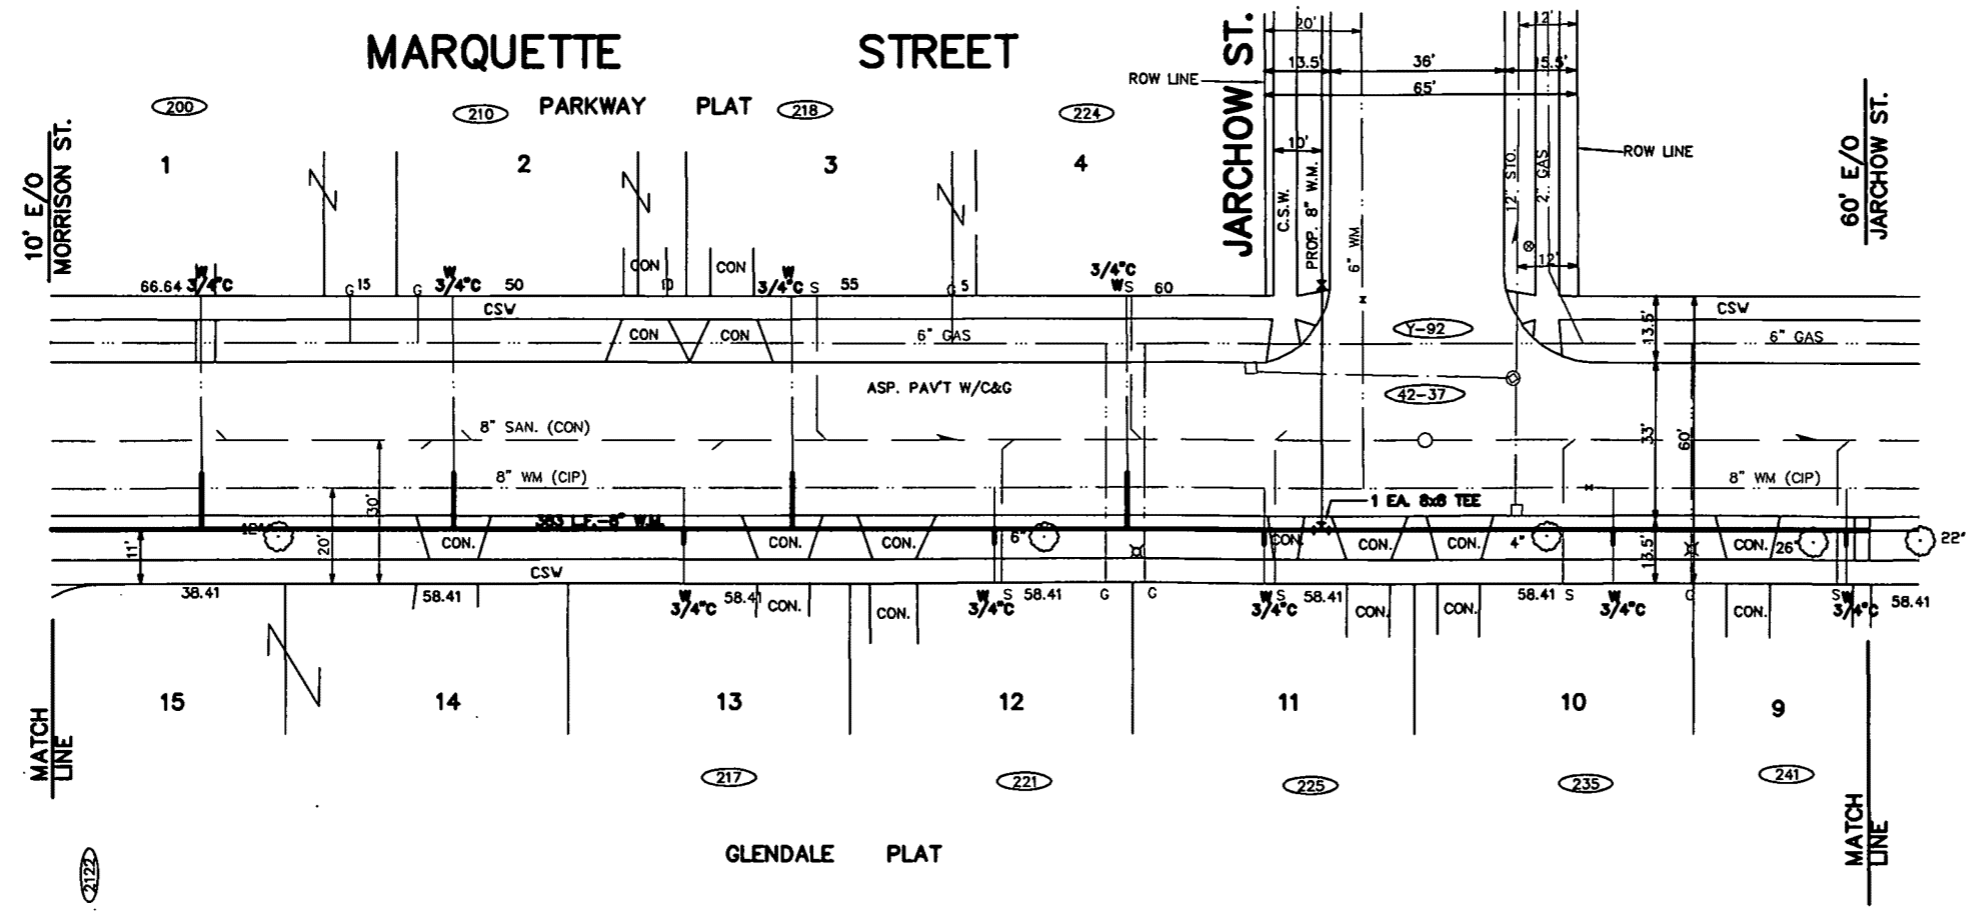 MARQUETTE STREET
JARCHOW ST.
10' E/O
MORRISON ST.
60' E/O
JARCHOW ST.
PARKWAY PLAT
200
210
218
224
1
2
3
4
ROW LINE
ROW LINE
20'
12'
13.5'
36'
15.5'
65'
10'
C.S.W.
PROP. 8" W.M.
6" WM
12" STO.
2" GAS
12'
CON
CON
66.64
W
3/4"C
G
15
G
W
3/4"C
50
10
W
3/4"C
S
55
G
5
3/4"C
W
S
60
CSW
CSW
CON
CON
6" GAS
Y-92
13.5'
6" GAS
ASP. PAV'T W/C&G
42-37
8" SAN. (CON)
33'
60'
8" WM (CIP)
8" WM (CIP)
30'
1 EA. 8x8 TEE
383 L.F.-8" W.M.
11'
20'
CON.
CON.
CON.
6"
CON.
CON.
CON.
4"
13.5'
CON.
26"
22"
CSW
38.41
58.41
W
3/4"C
58.41
CON.
CON.
W
3/4"C
S
58.41
G
G
W
3/4"C
S
58.41
CON.
CON.
58.41
S
W
3/4"C
G
CON.
S
W
3/4"C
58.41
15
14
13
12
11
10
9
MATCH
LINE
MATCH
LINE
217
221
225
235
241
GLENDALE PLAT
2122